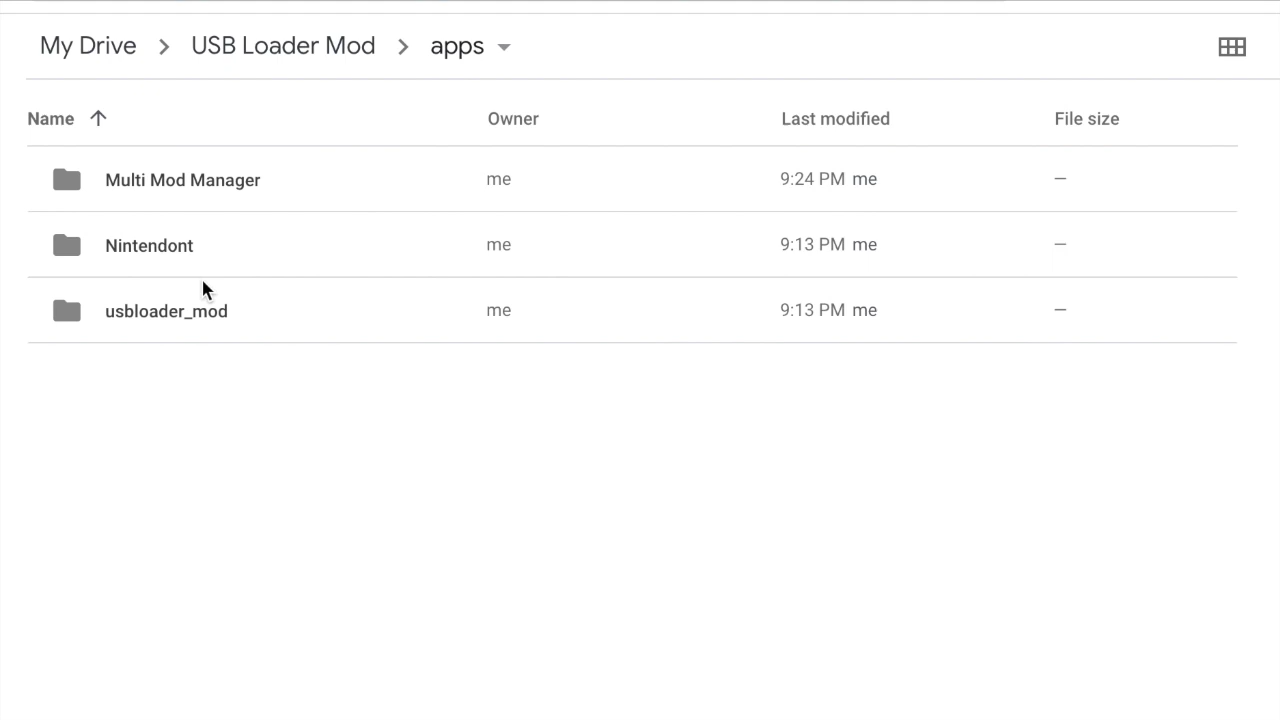 My Drive > USB Loader Mod > apps
Name Owner Last modified File size
Multi Mod Manager me 9:24 PM me —
Nintendont me 9:13 PM me —
usbloader_mod me 9:13 PM me —